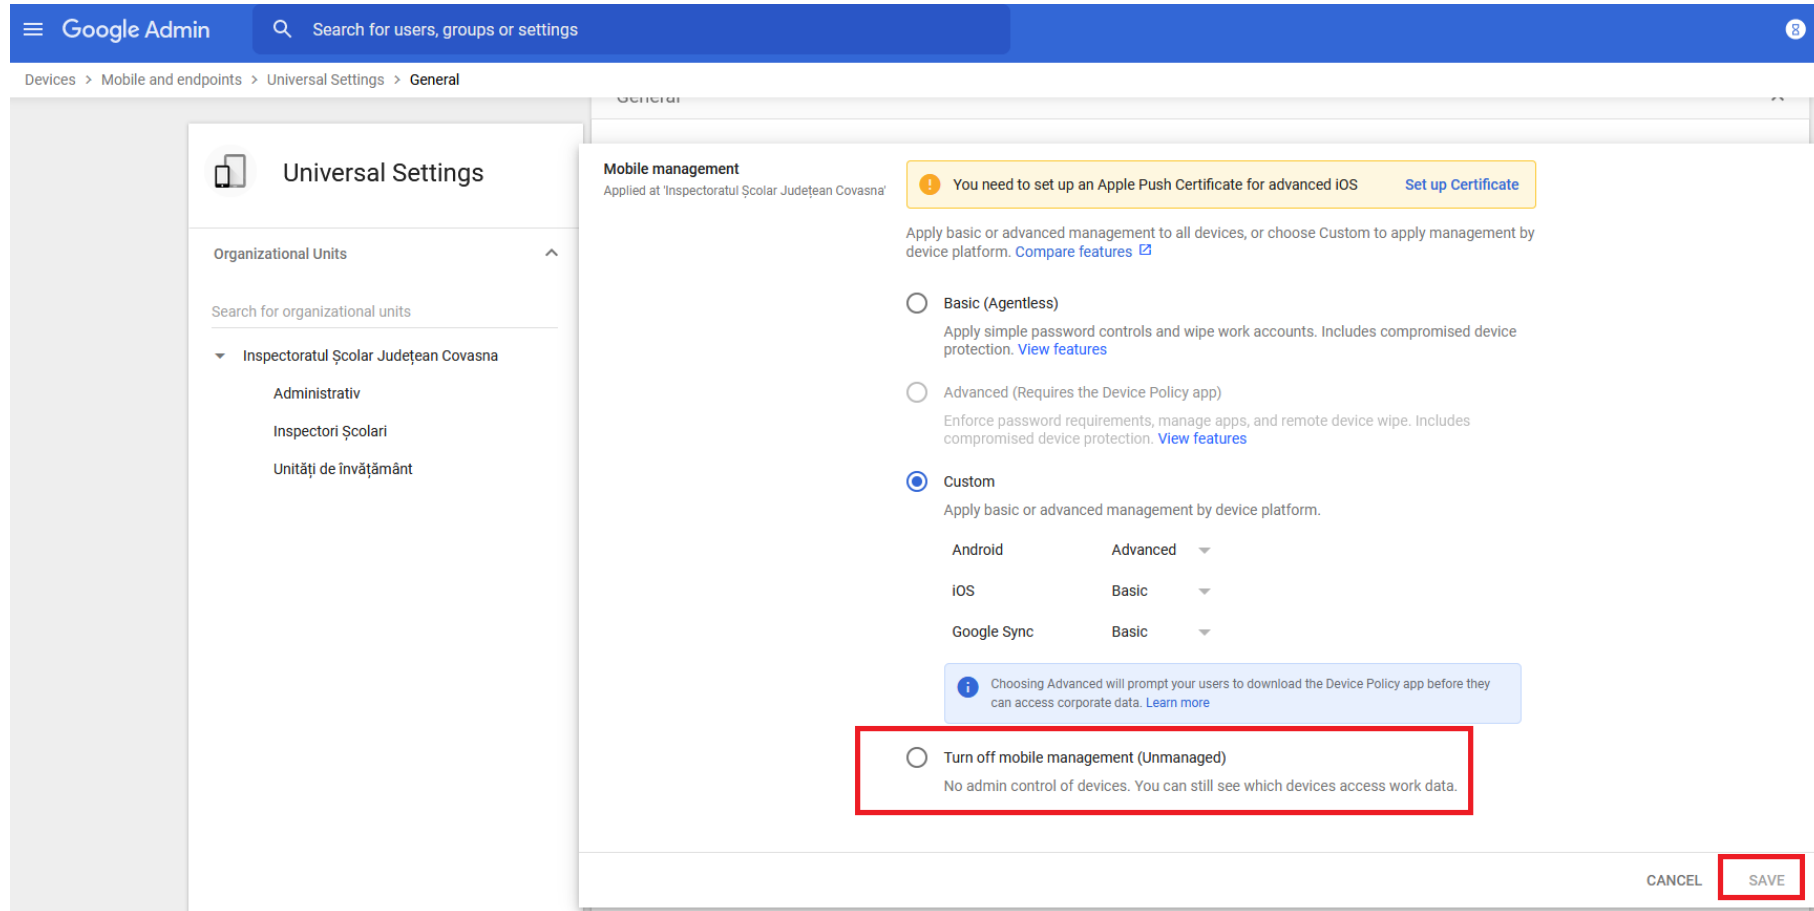 Google Admin
Search for users, groups or settings
Devices > Mobile and endpoints > Universal Settings > General
General
Universal Settings
Organizational Units
Search for organizational units
Inspectoratul Școlar Județean Covasna
Administrativ
Inspectori Școlari
Unități de învățământ
Mobile management
Applied at 'Inspectoratul Școlar Județean Covasna'
You need to set up an Apple Push Certificate for advanced iOS Set up Certificate
Apply basic or advanced management to all devices, or choose Custom to apply management by
device platform. Compare features
Basic (Agentless)
Apply simple password controls and wipe work accounts. Includes compromised device
protection. View features
Advanced (Requires the Device Policy app)
Enforce password requirements, manage apps, and remote device wipe. Includes
compromised device protection. View features
Custom
Apply basic or advanced management by device platform.
Android Advanced
iOS Basic
Google Sync Basic
Choosing Advanced will prompt your users to download the Device Policy app before they
can access corporate data. Learn more
Turn off mobile management (Unmanaged)
No admin control of devices. You can still see which devices access work data.
CANCEL SAVE